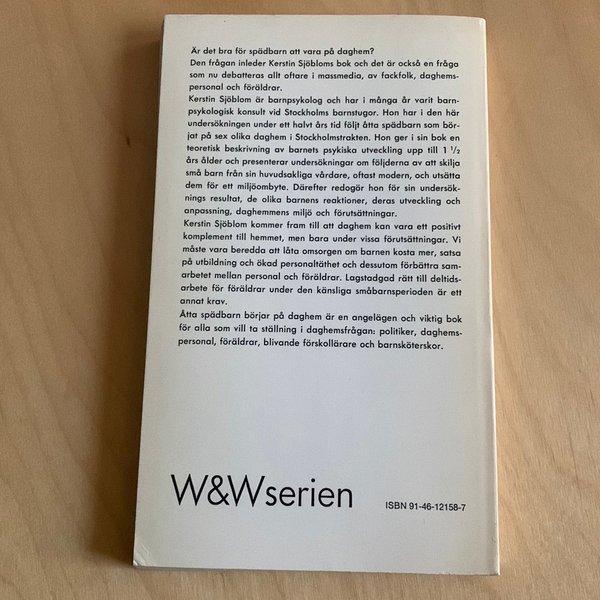 Är det bra för spädbarn att vara på daghem?
Den frågan inleder Kerstin Sjöbloms bok och det är också en fråga
som nu debatteras allt oftare i massmedia, av fackfolk, daghems-
personal och föräldrar.
Kerstin Sjöblom är barnpsykolog och har i många år varit barn-
psykologisk konsult vid Stockholms barnstugor. Hon har i den här
undersökningen under ett halvt års tid följt åtta spädbarn som bör-
jat på sex olika daghem i Stockholmstrakten. Hon ger i sin bok en
teoretisk beskrivning av barnets psykiska utveckling upp till 1 1/2
års ålder och presenterar undersökningar om följderna av att skilja
små barn från sin huvudsakliga vårdare, oftast modern, och utsätta
dem för ett miljöombyte. Därefter redogör hon för sin undersök-
nings resultat, de olika barnens reaktioner, deras utveckling och
anpassning, daghemmens miljö och förutsättningar.
Kerstin Sjöblom kommer fram till att daghem kan vara ett positivt
komplement till hemmet, men bara under vissa förutsättningar. Vi
måste vara beredda att låta omsorgen om barnen kosta mer, satsa
på utbildning och ökad personaltäthet och dessutom förbättra sam-
arbetet mellan personal och föräldrar. Lagstadgad rätt till deltids-
arbete för föräldrar under den känsliga småbarnsperioden är ett
annat krav.
Åtta spädbarn börjar på daghem är en angelägen och viktig bok
för alla som vill ta ställning i daghemsfrågan: politiker, daghems-
personal, föräldrar, blivande förskollärare och barnsköterskor.
W&Wserien
ISBN 91-46-12158-7